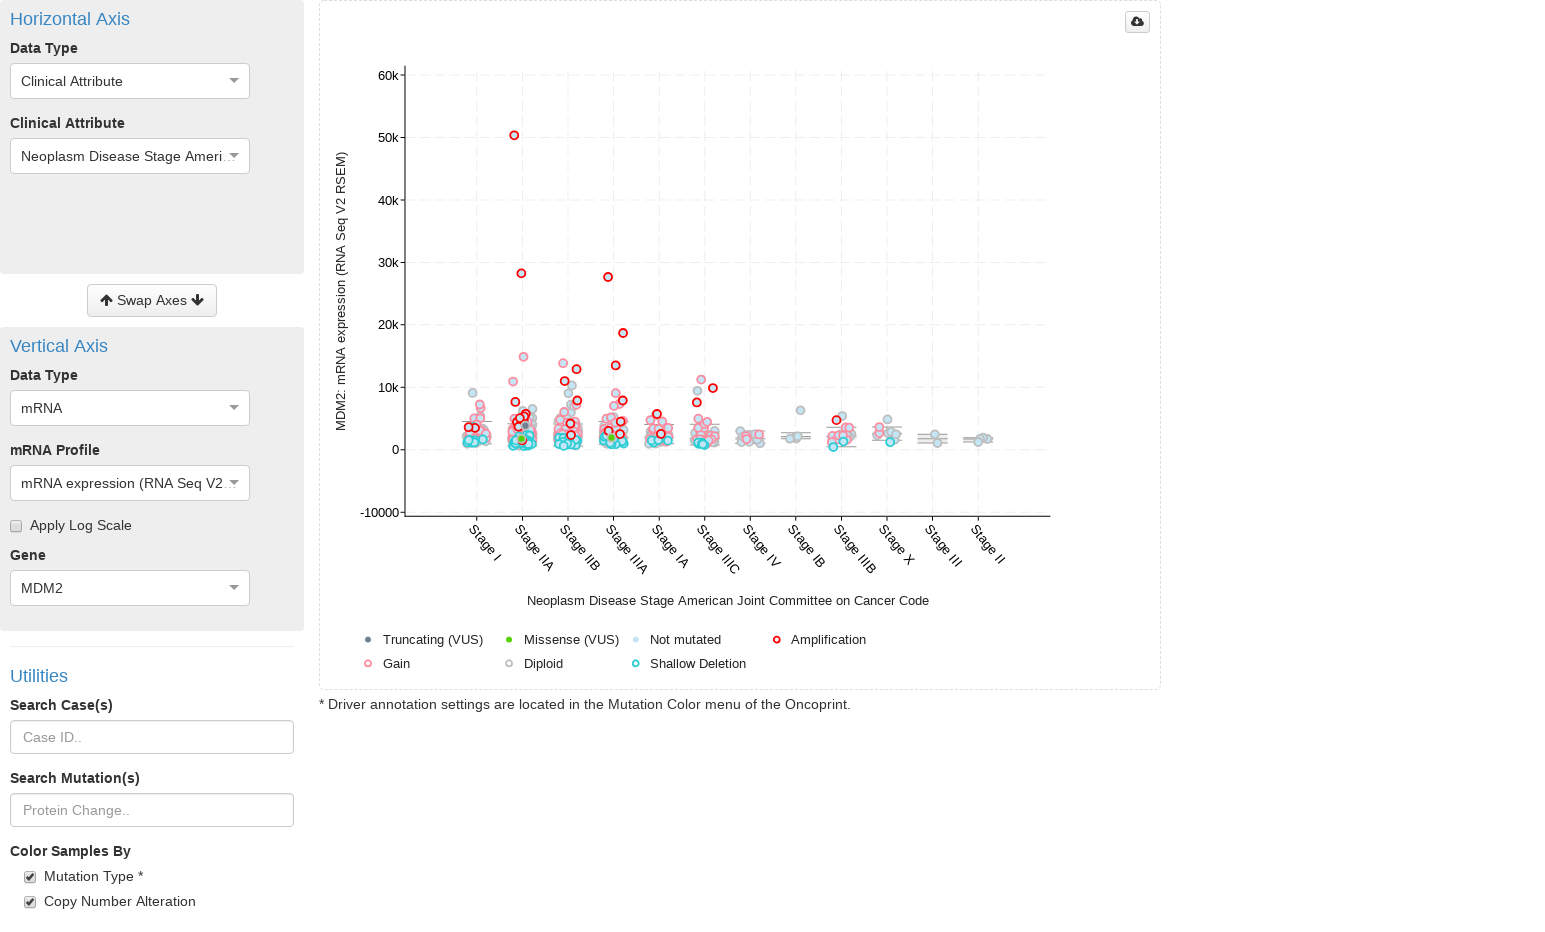 Horizontal Axis
Data Type
Clinical Attribute
Clinical Attribute
Neoplasm Disease Stage Ameri...
Swap Axes
Vertical Axis
Data Type
mRNA
mRNA Profile
mRNA expression (RNA Seq V2...
Apply Log Scale
Gene
MDM2
Utilities
Search Case(s)
Case ID..
Search Mutation(s)
Protein Change..
Color Samples By
Mutation Type *
Copy Number Alteration
MDM2: mRNA expression (RNA Seq V2 RSEM)
60k
50k
40k
30k
20k
10k
0
-10000
Stage I
Stage IIA
Stage IIB
Stage IIIA
Stage IA
Stage IIIC
Stage IV
Stage IB
Stage IIIB
Stage X
Stage III
Stage II
Neoplasm Disease Stage American Joint Committee on Cancer Code
Truncating (VUS) Missense (VUS) Not mutated Amplification
Gain Diploid Shallow Deletion
* Driver annotation settings are located in the Mutation Color menu of the Oncoprint.